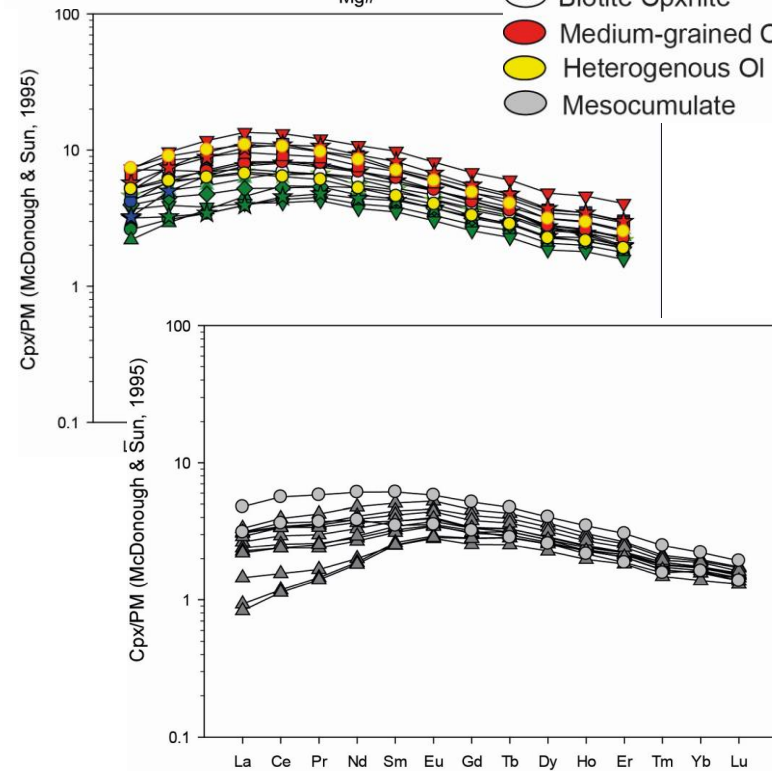 Mg#
Biotite Cpxnite
Medium-grained C
Heterogenous Ol
Mesocumulate
100
10
1
0.1
Cpx/PM (McDonough & Sun, 1995)
100
10
1
0.1
Cpx/PM (McDonough & Sun, 1995)
La Ce Pr Nd Sm Eu Gd Tb Dy Ho Er Tm Yb Lu